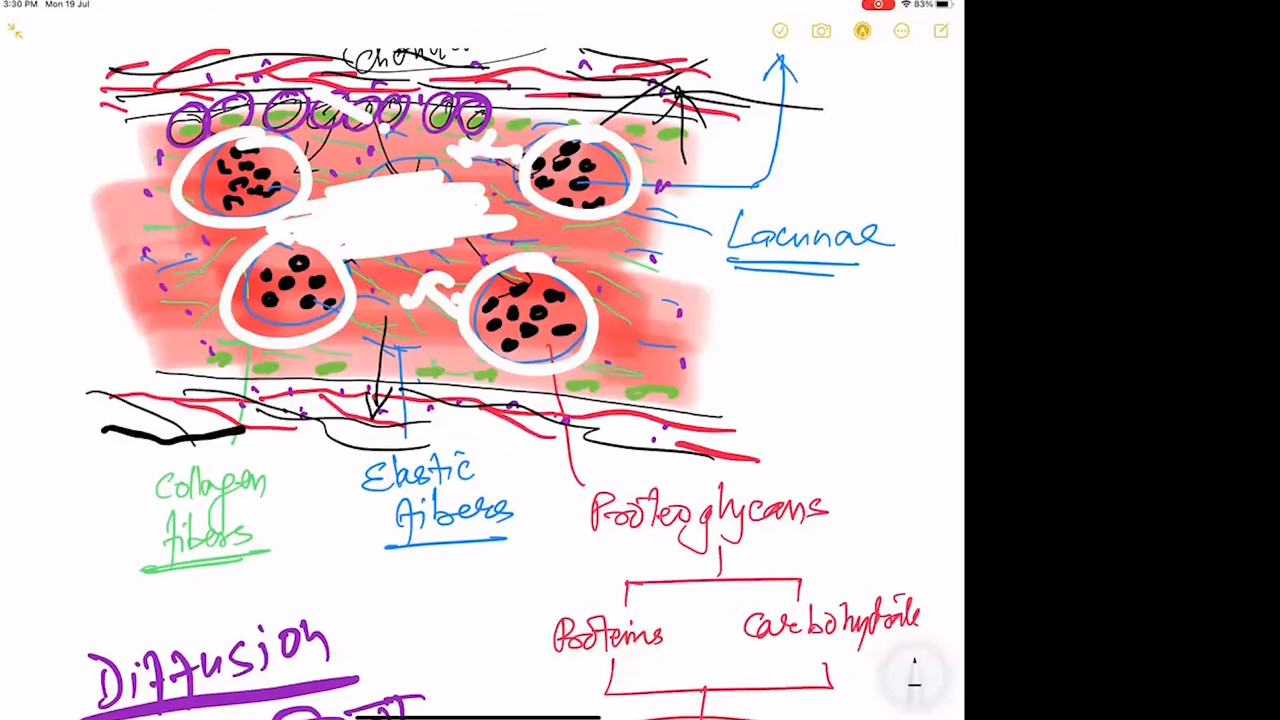 3:30 PM Mon 19 Jul
83%
Lacunae
Collagen
fibers
Elastic
fibers
Proteoglycans
Proteins
Carbohydrate
Diffusion